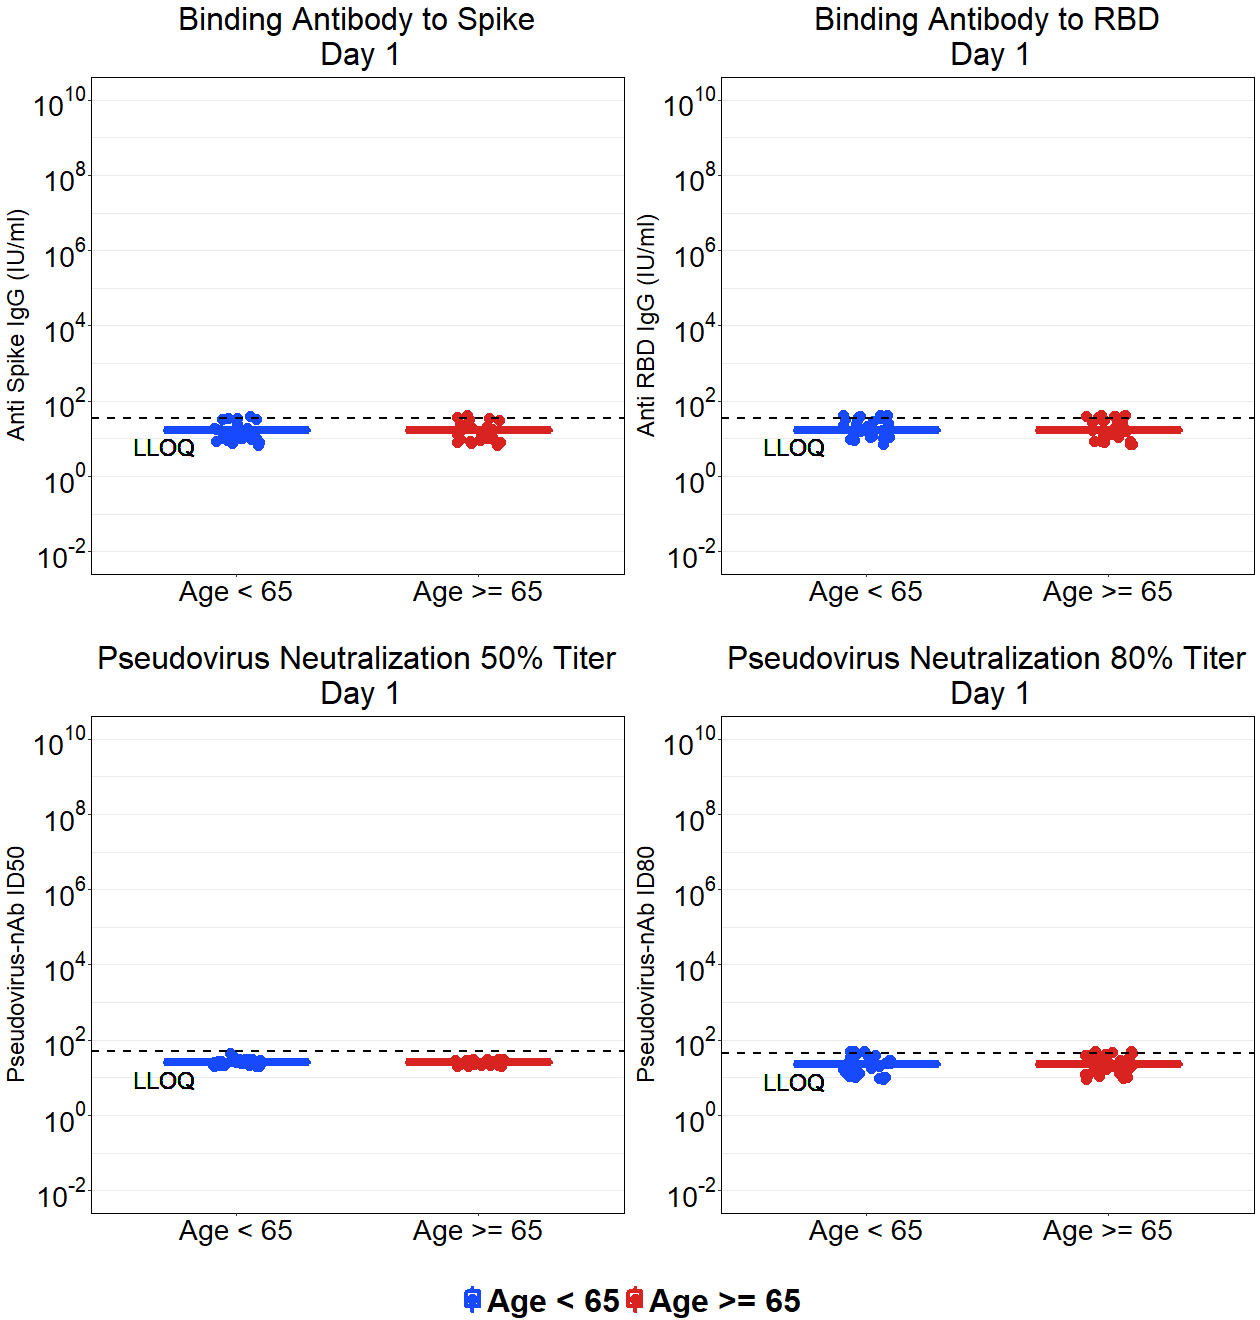 Binding Antibody to Spike
Day 1
Anti Spike IgG (IU/ml)
10^10
10^8
10^6
10^4
10^2
10^0
10^-2
LLOQ
Age < 65 Age >= 65
Binding Antibody to RBD
Day 1
Anti RBD IgG (IU/ml)
10^10
10^8
10^6
10^4
10^2
10^0
10^-2
LLOQ
Age < 65 Age >= 65
Pseudovirus Neutralization 50% Titer
Day 1
Pseudovirus-nAb ID50
10^10
10^8
10^6
10^4
10^2
10^0
10^-2
LLOQ
Age < 65 Age >= 65
Pseudovirus Neutralization 80% Titer
Day 1
Pseudovirus-nAb ID80
10^10
10^8
10^6
10^4
10^2
10^0
10^-2
LLOQ
Age < 65 Age >= 65
Age < 65 Age >= 65